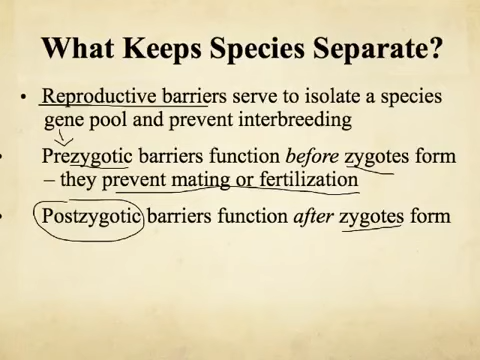 What Keeps Species Separate?
• Reproductive barriers serve to isolate a species
gene pool and prevent interbreeding
• Prezygotic barriers function before zygotes form
– they prevent mating or fertilization
• Postzygotic barriers function after zygotes form